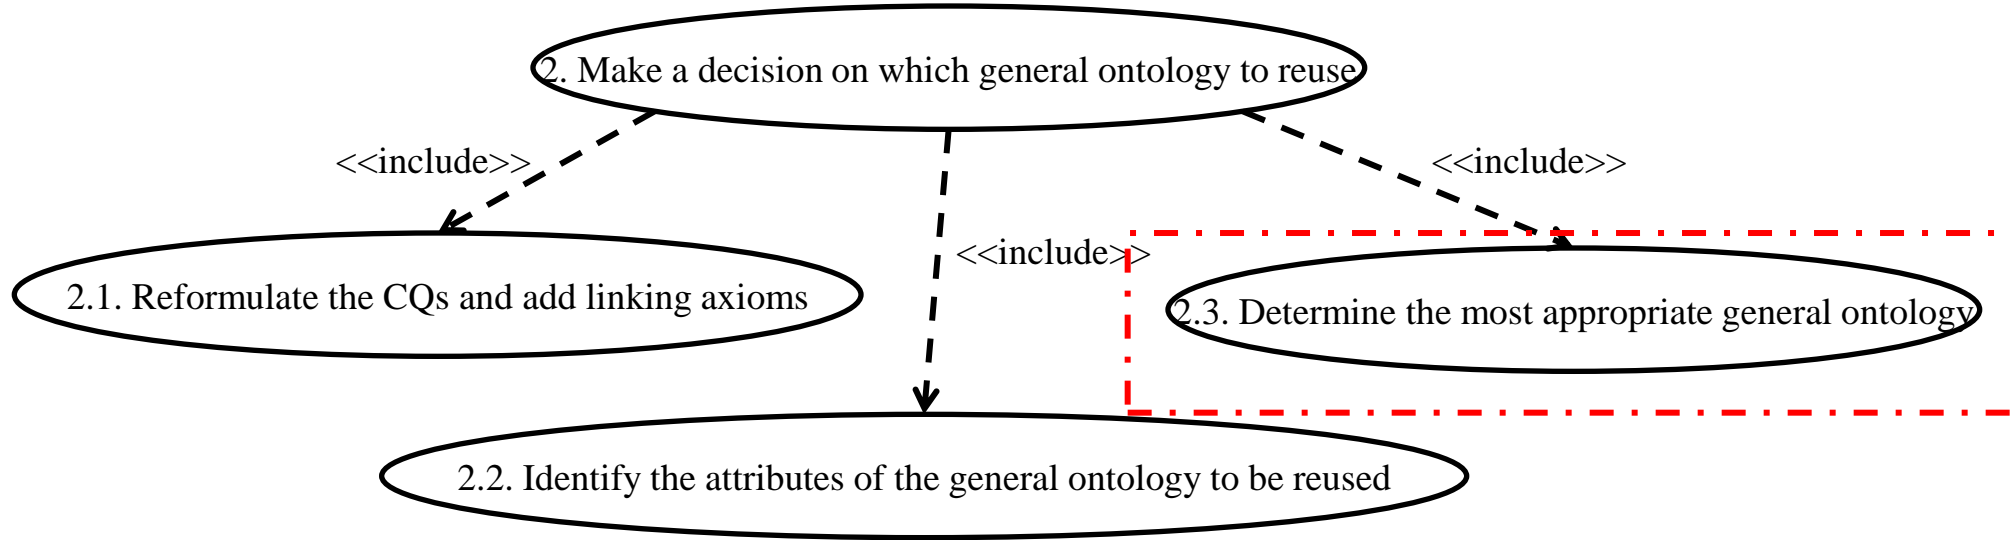 2. Make a decision on which general ontology to reuse
<<include>>
<<include>>
<<include>>
2.1. Reformulate the CQs and add linking axioms
2.3. Determine the most appropriate general ontology
2.2. Identify the attributes of the general ontology to be reused